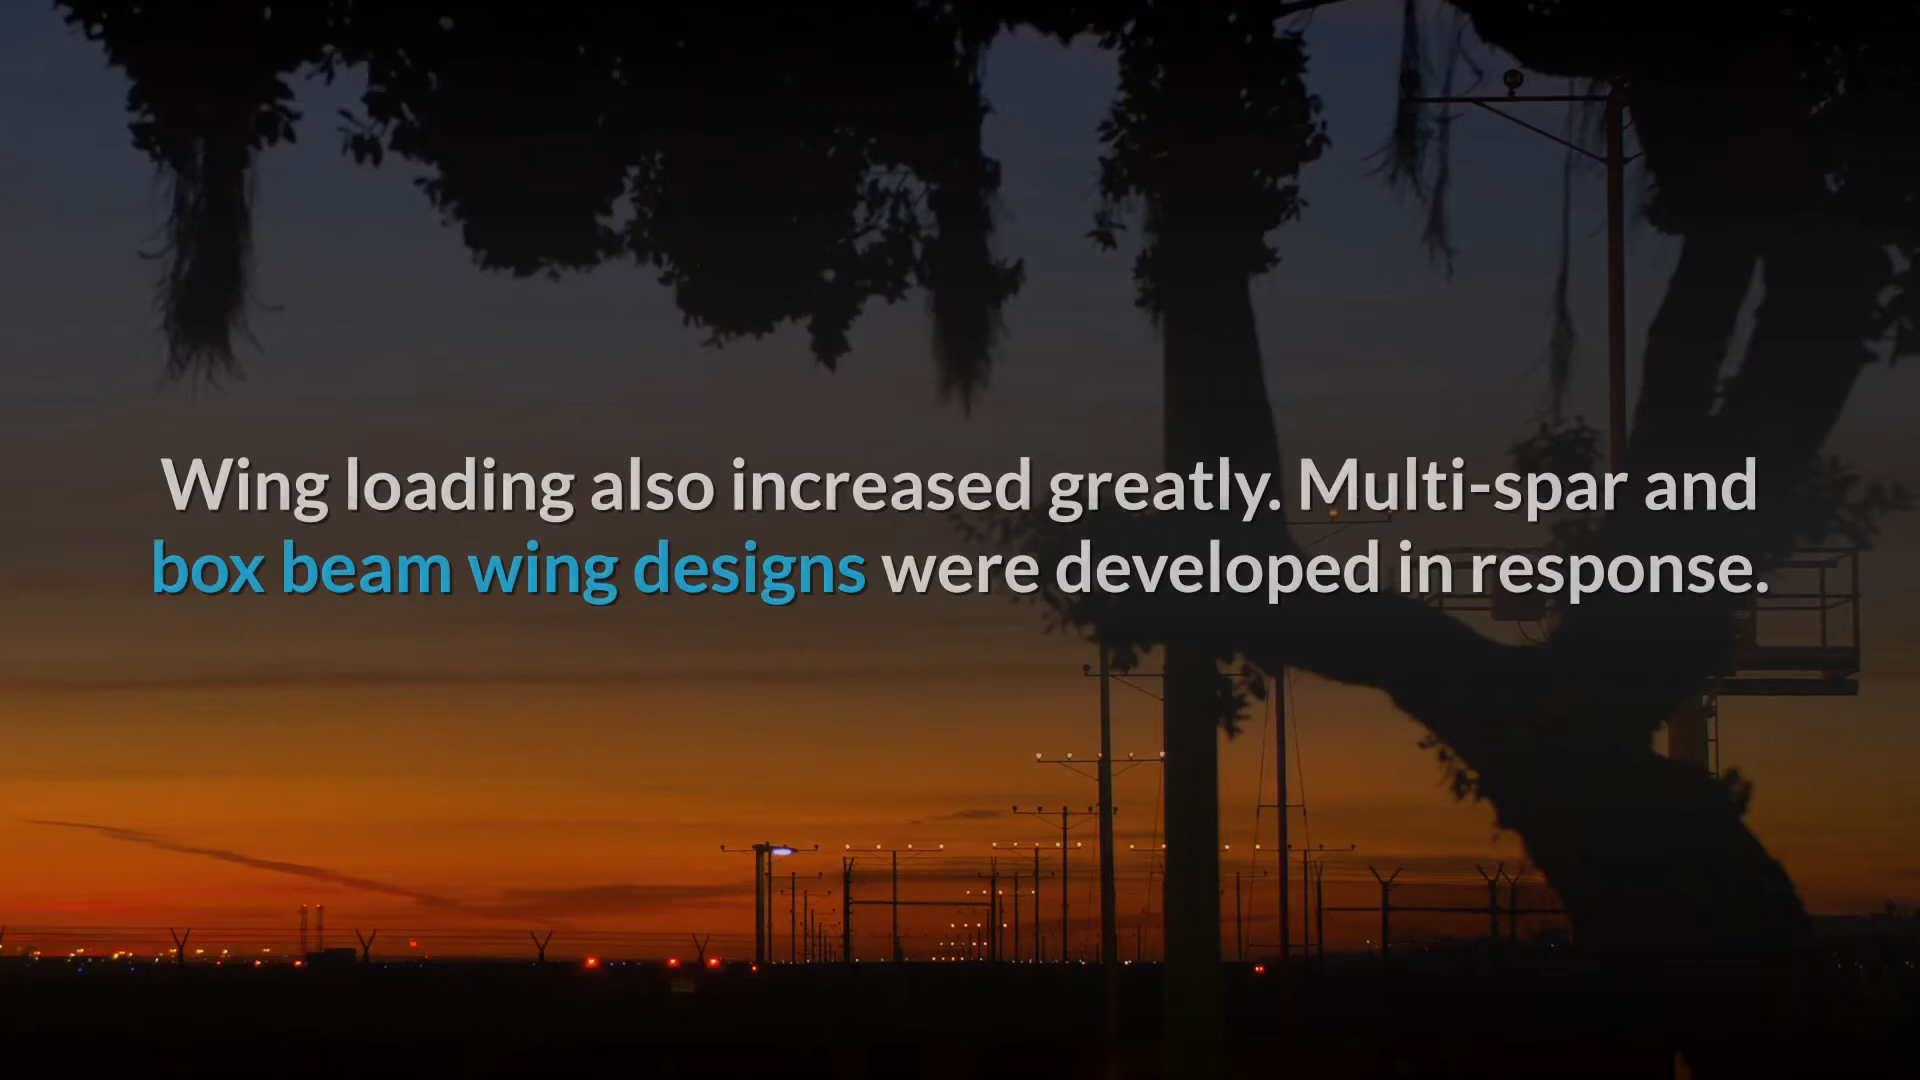 Wing loading also increased greatly. Multi-spar and
box beam wing designs were developed in response.